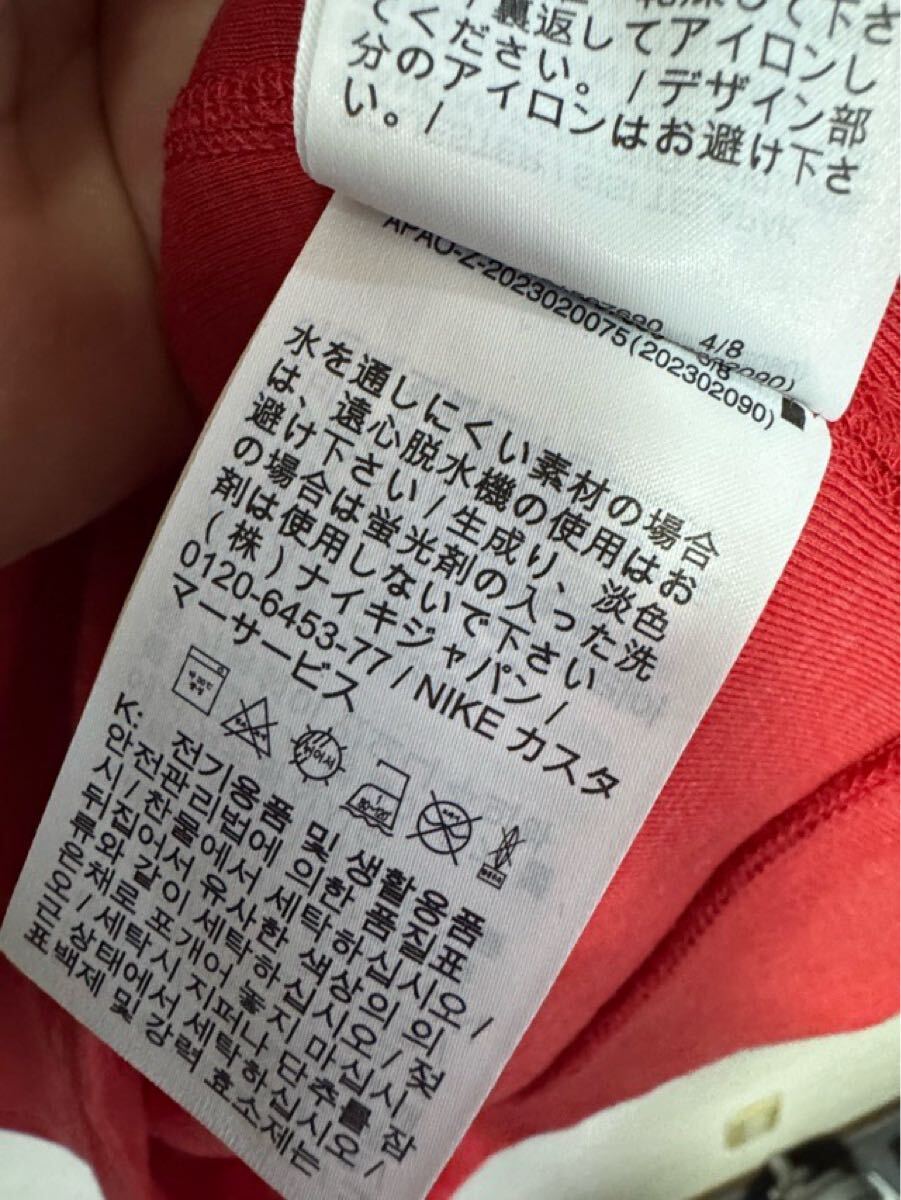 下さ
裏返してアイロンし
てください。/デザイン部
分のアイロンはお避け下さ
い。/
4/8
APAO-Z-2023020075(202302090)
水を通しにくい素材の場合
は、遠心脱水機の使用はお
避け下さい/生成り、淡色
の場合は蛍光剤の入った洗
剤は使用しないで下さい
(株)ナイキジャパン/
0120-6453-77/NIKEカスタ
マーサービス
K: 전기용품 및 생활용품
안전관리법에 의한 품질표
시/찬물에서 세탁하십시오/
뒤집어서 유사한 색상의 의
류와 같이 세탁하십시오/젖
은채로 포개어 놓지 마십시
오/세탁시 지퍼나 단추를 잠
근 상태에서 세탁하십시오/
표백제 및 강력 효소제는